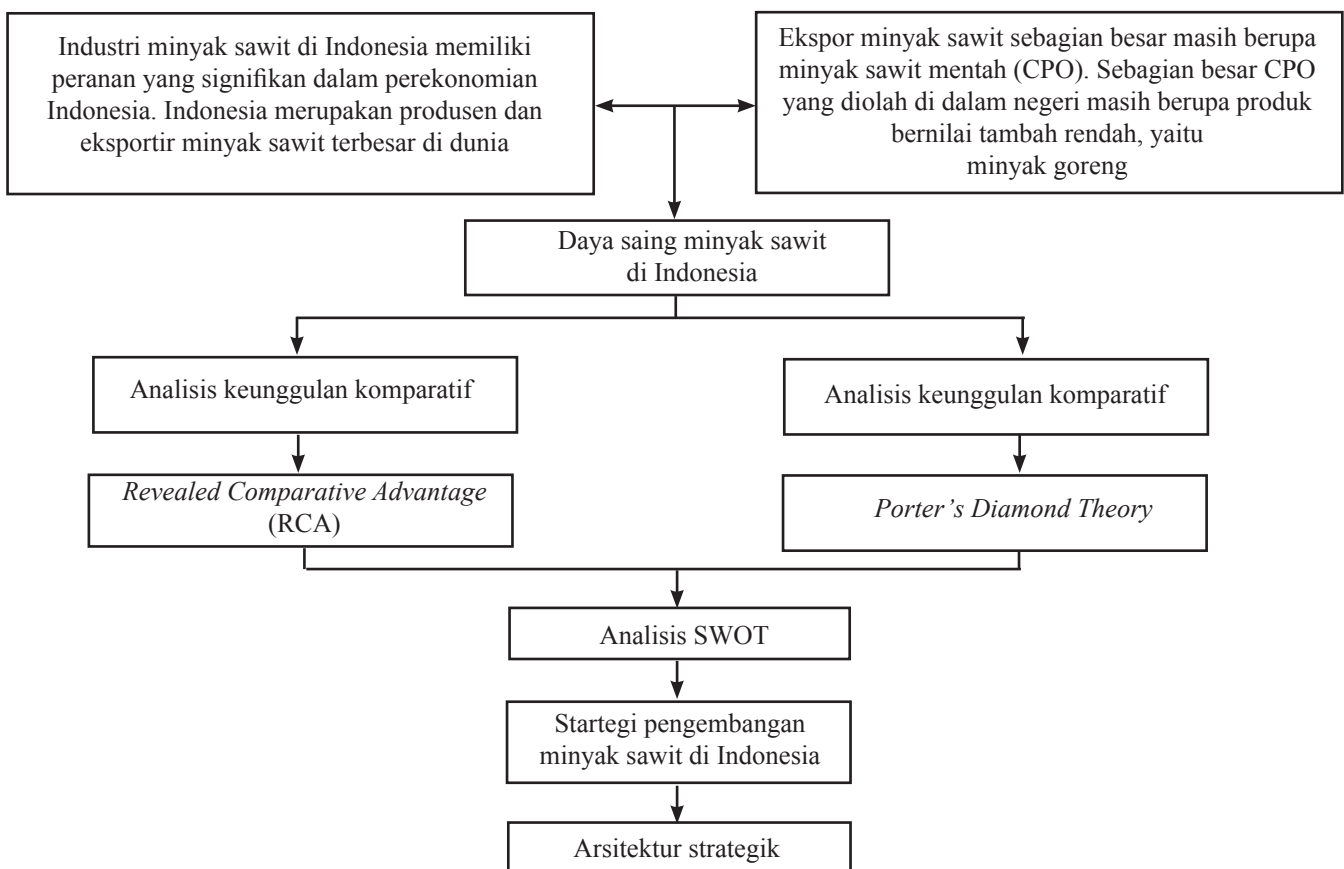 Industri minyak sawit di Indonesia memiliki
peranan yang signifikan dalam perekonomian
Indonesia. Indonesia merupakan produsen dan
eksportir minyak sawit terbesar di dunia
Ekspor minyak sawit sebagian besar masih berupa
minyak sawit mentah (CPO). Sebagian besar CPO
yang diolah di dalam negeri masih berupa produk
bernilai tambah rendah, yaitu
minyak goreng
Daya saing minyak sawit
di Indonesia
Analisis keunggulan komparatif
Analisis keunggulan komparatif
Revealed Comparative Advantage
(RCA)
Porter’s Diamond Theory
Analisis SWOT
Startegi pengembangan
minyak sawit di Indonesia
Arsitektur strategik